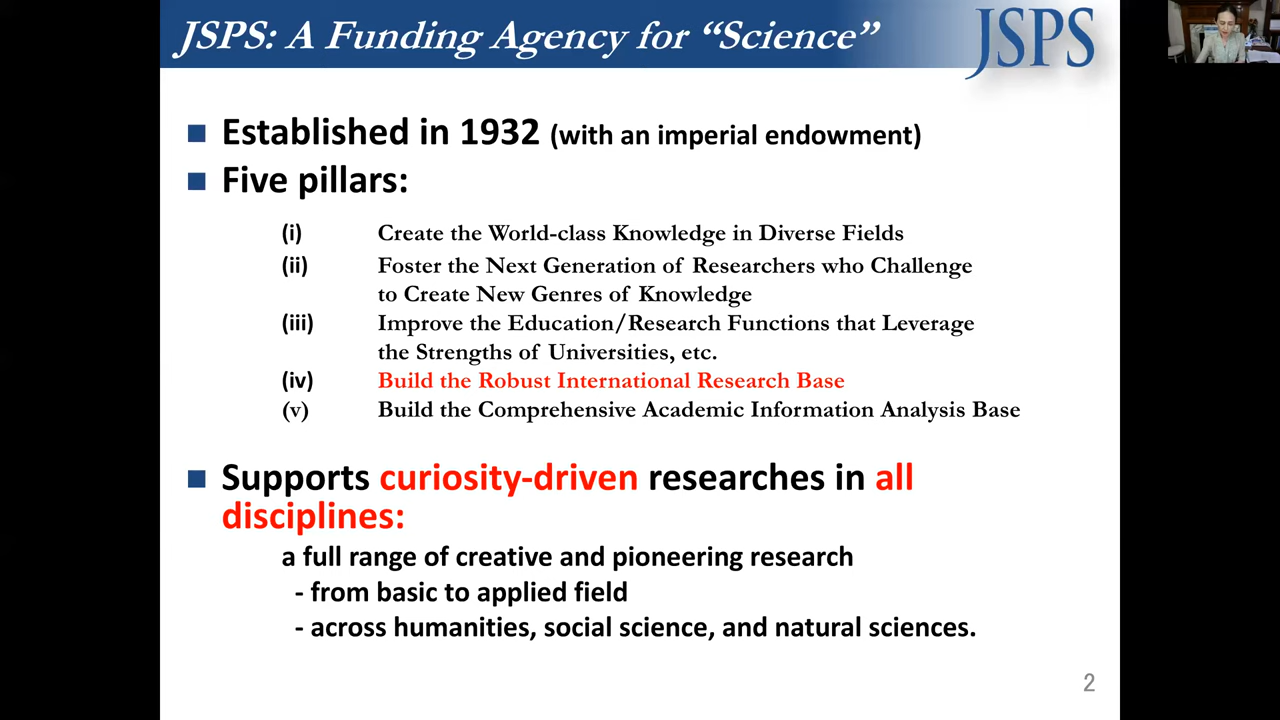 JSPS: A Funding Agency for “Science”
JSPS
Established in 1932 (with an imperial endowment)
Five pillars:
(i) Create the World-class Knowledge in Diverse Fields
(ii) Foster the Next Generation of Researchers who Challenge
to Create New Genres of Knowledge
(iii) Improve the Education/Research Functions that Leverage
the Strengths of Universities, etc.
(iv) Build the Robust International Research Base
(v) Build the Comprehensive Academic Information Analysis Base
Supports curiosity-driven researches in all
disciplines:
a full range of creative and pioneering research
- from basic to applied field
- across humanities, social science, and natural sciences.
2